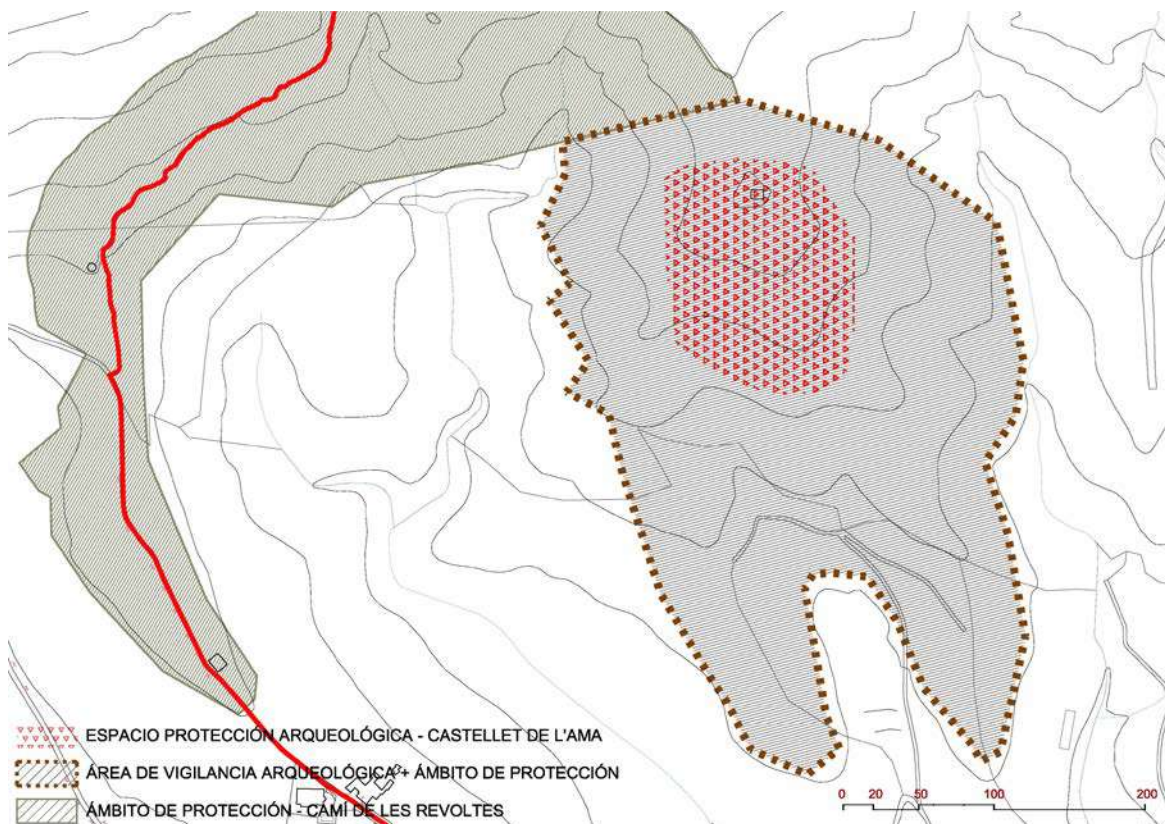 ESPACIO PROTECCIÓN ARQUEOLÓGICA - CASTELLET DE L'AMA
ÁREA DE VIGILANCIA ARQUEOLÓGICA + ÁMBITO DE PROTECCIÓN
ÁMBITO DE PROTECCIÓN - CAMÍ DE LES REVOLTES
0 20 50 100 200